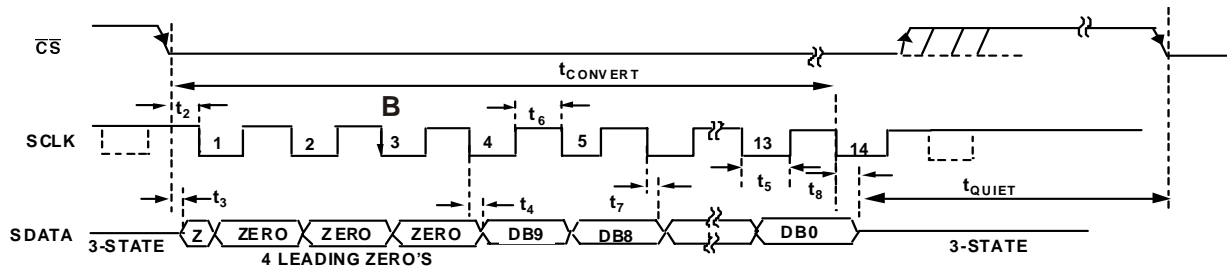 CS
tCONVERT
t2
B
t6
SCLK
1 2 3 4 5 13 14
t3
t4
t7
t5
t8
tQUIET
SDATA
3-STATE
Z ZERO ZERO ZERO DB9 DB8 DB0
3-STATE
4 LEADING ZERO'S